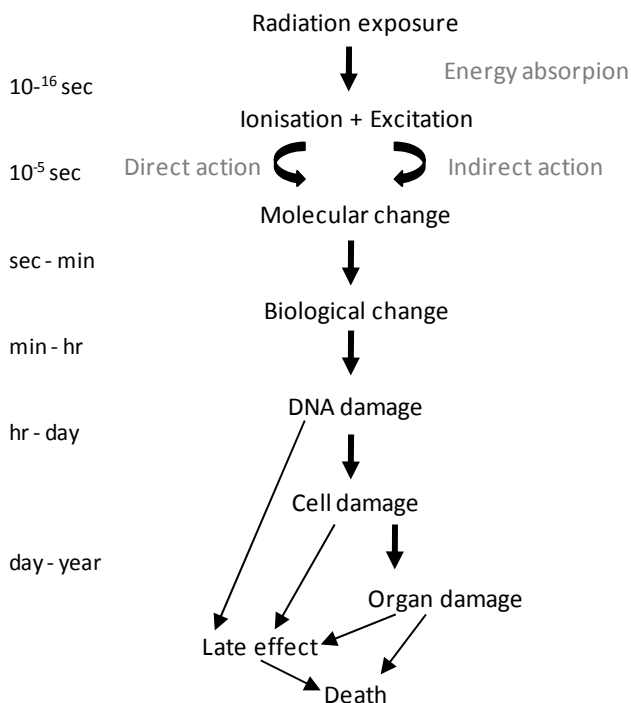 Radiation exposure
Energy absorpion
10-¹⁶ sec
Ionisation + Excitation
10⁻⁵ sec
Direct action
Indirect action
Molecular change
sec - min
Biological change
min - hr
DNA damage
hr - day
Cell damage
day - year
Organ damage
Late effect
Death